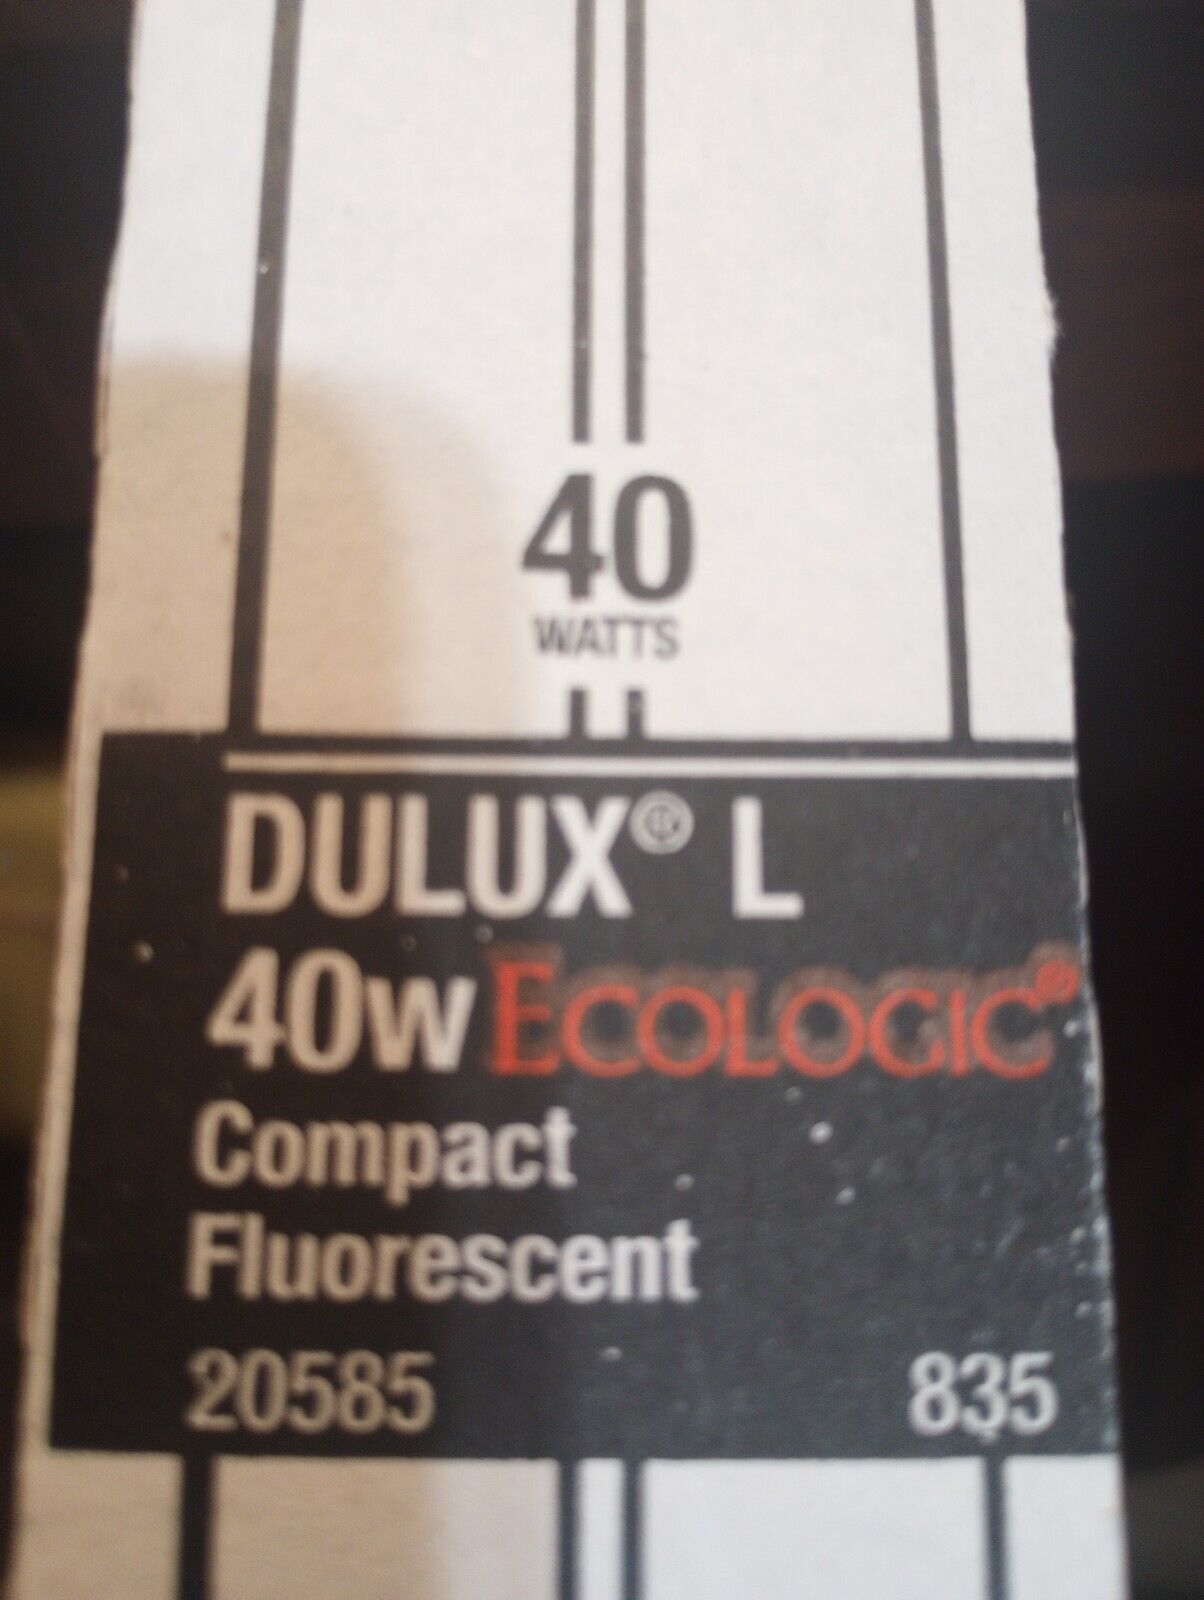 40
WATTS
DULUX® L
40W ECOLOGIC®
Compact
Fluorescent
20585 835